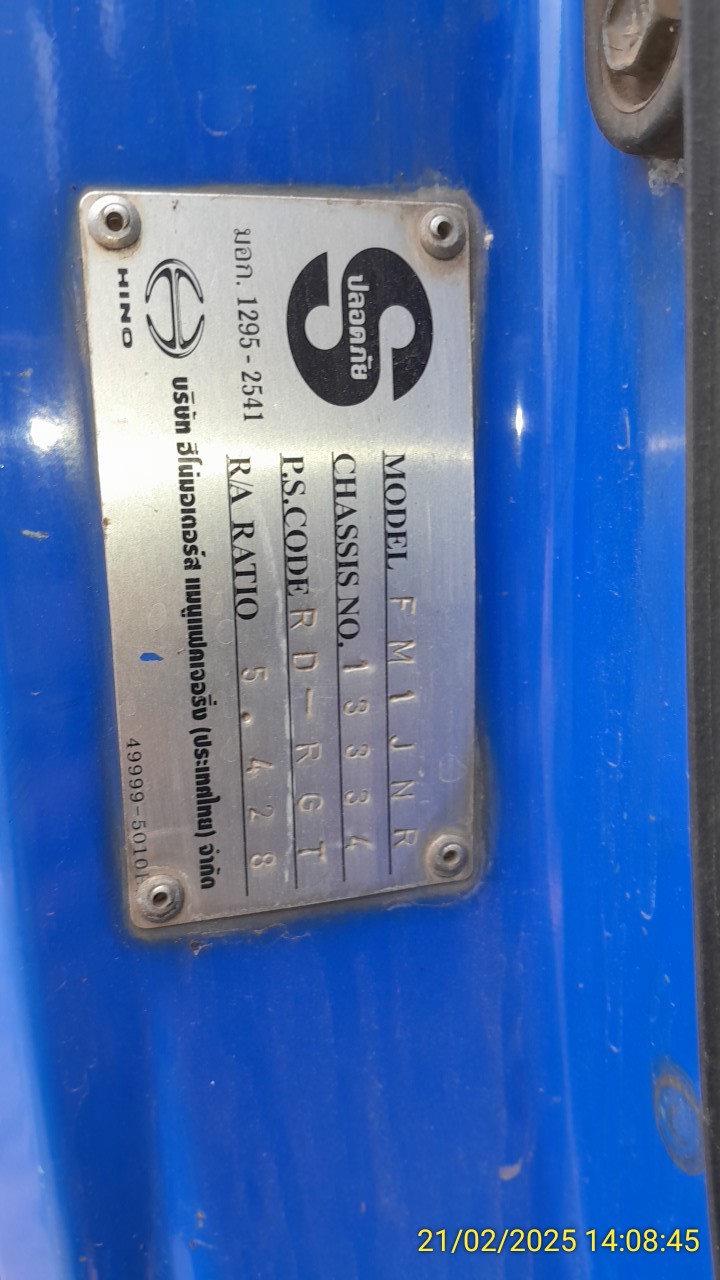 ปลอดภัย
มอก. 1295-2541
MODEL FM1JNR
CHASSIS NO. 13334
P.S.CODE RD-RGT
R/A RATIO 5.428
HINO
บริษัท ฮีโน่มอเตอร์ส แมนูแฟคเจอริ่ง (ประเทศไทย) จำกัด
21/02/2025 14:08:45